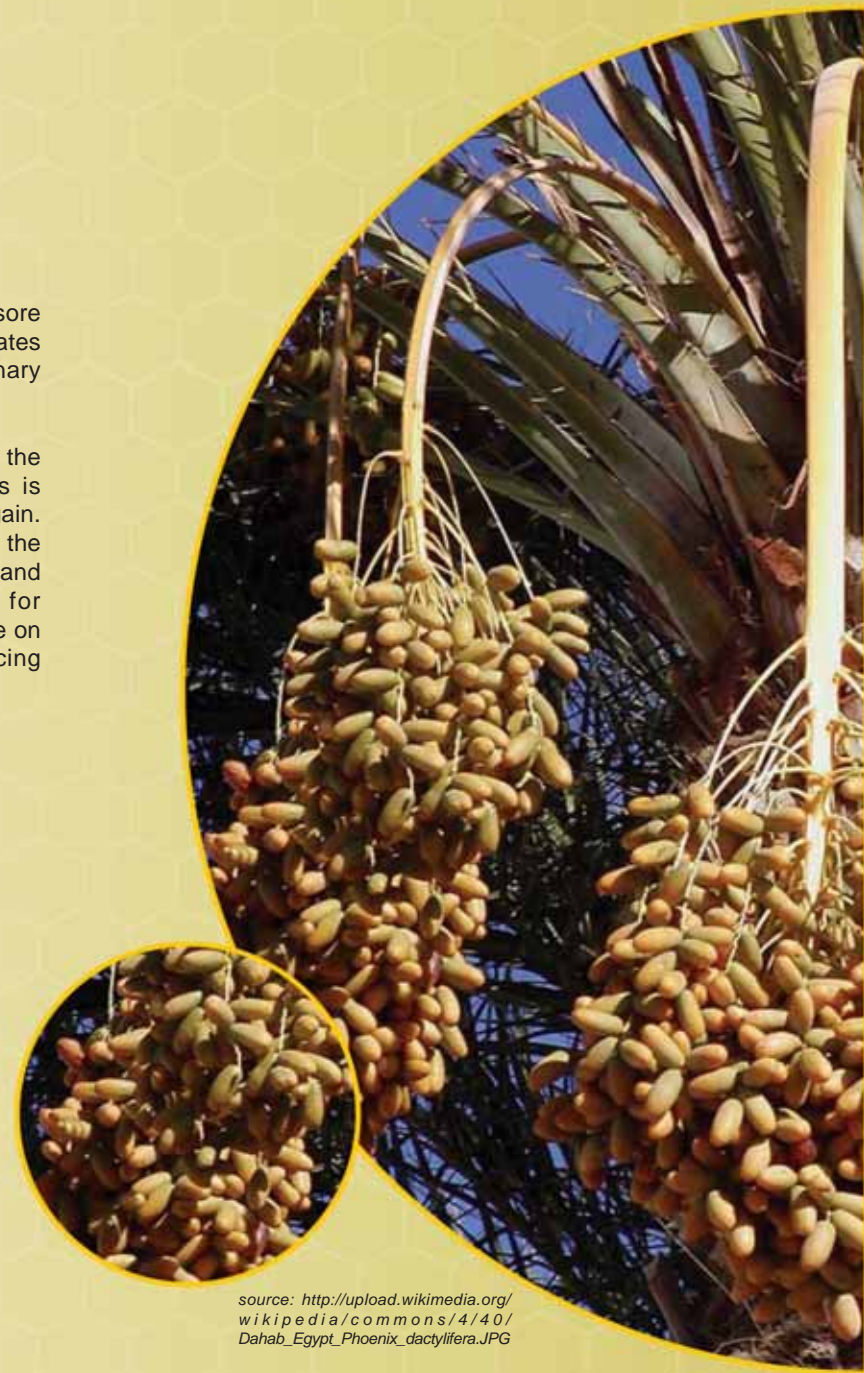 sore
ates
nary
the
s is
gain.
the
and
for
e on
cing
source: http://upload.wikimedia.org/
wikipedia/commons/4/40/
Dahab_Egypt_Phoenix_dactylifera.JPG